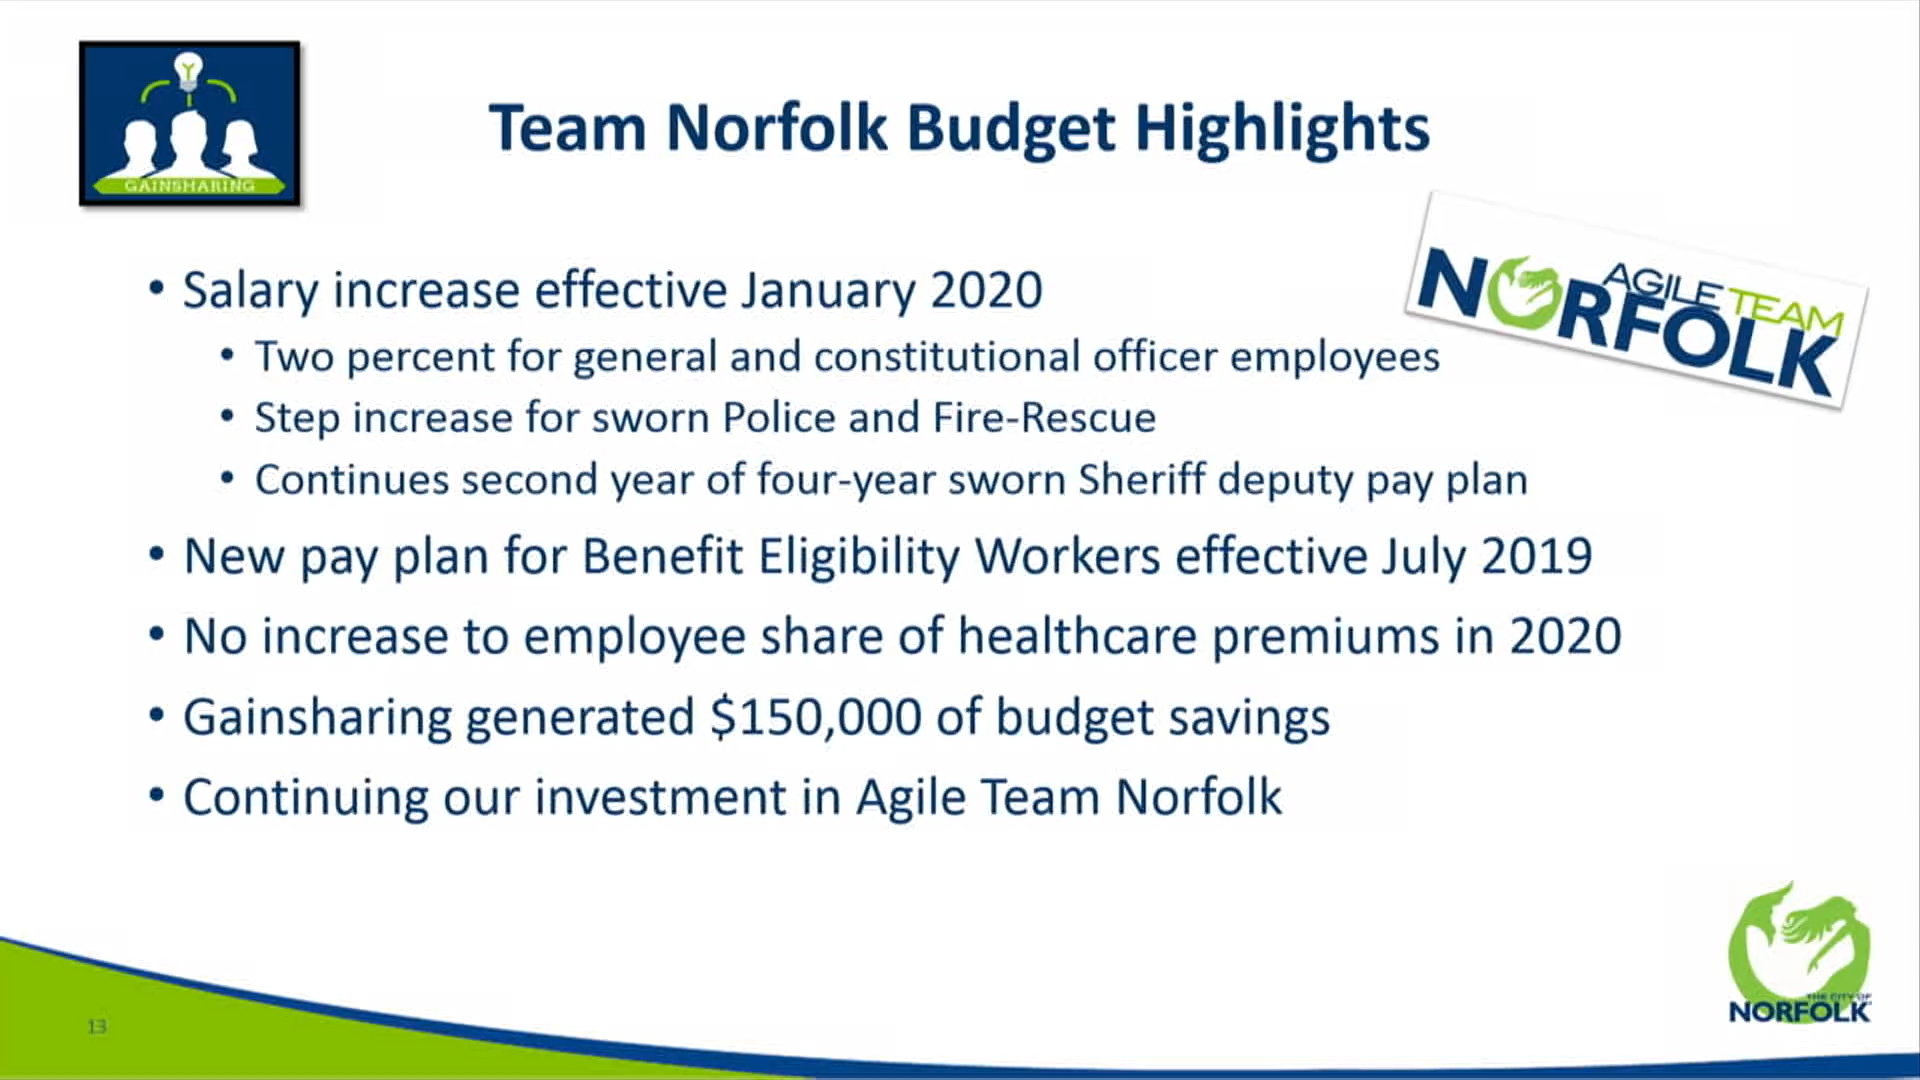 GAINSHARING
Team Norfolk Budget Highlights
AGILE TEAM
NORFOLK
• Salary increase effective January 2020
• Two percent for general and constitutional officer employees
• Step increase for sworn Police and Fire-Rescue
• Continues second year of four-year sworn Sheriff deputy pay plan
• New pay plan for Benefit Eligibility Workers effective July 2019
• No increase to employee share of healthcare premiums in 2020
• Gainsharing generated $150,000 of budget savings
• Continuing our investment in Agile Team Norfolk
THE CITY OF
NORFOLK
13